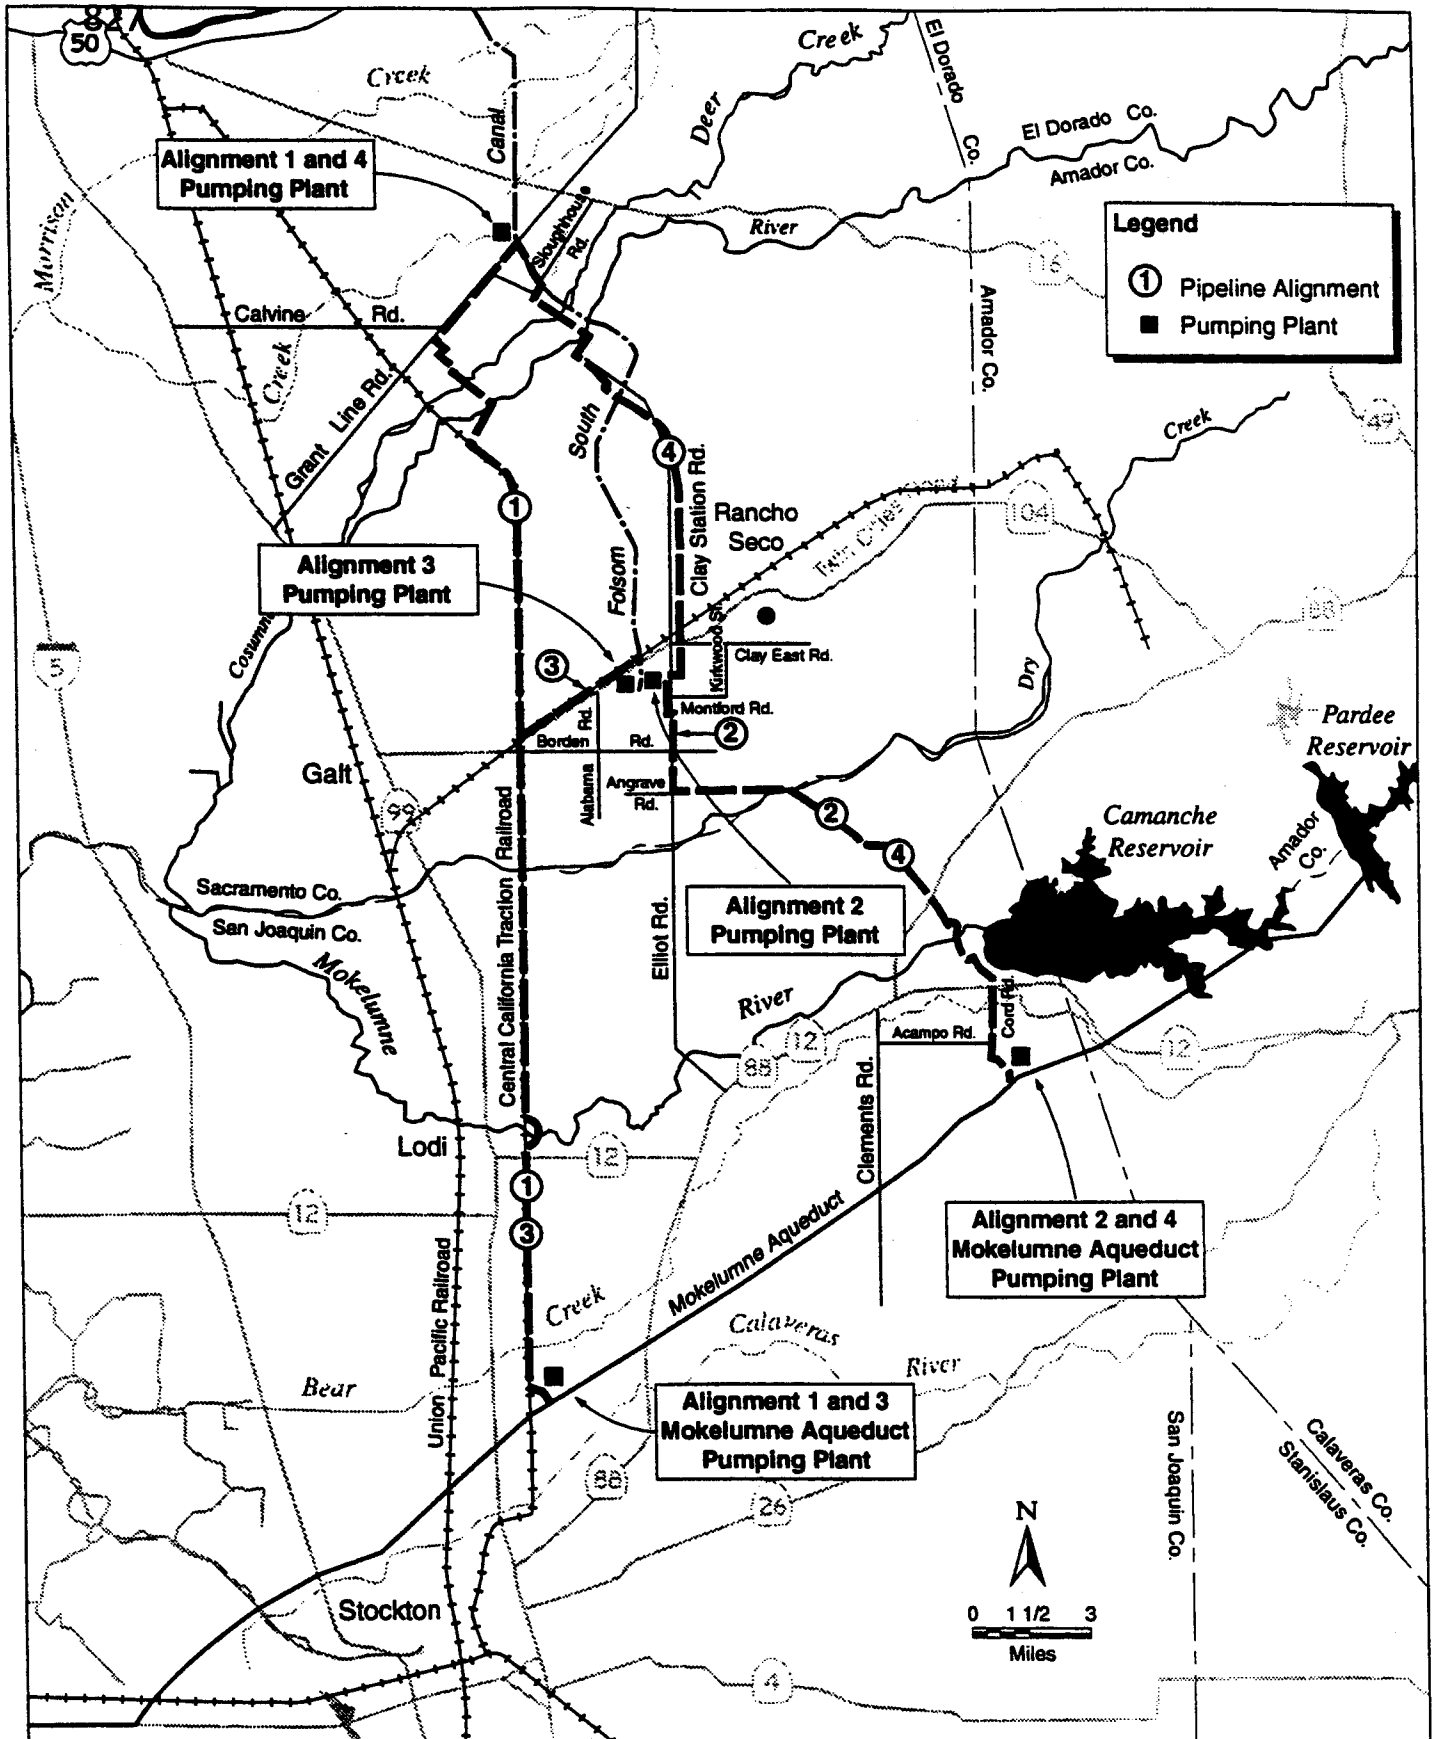 827
50
Creek
Canal
Deer
Creek
El Dorado
Co.
El Dorado Co.
Amador Co.
Alignment 1 and 4
Pumping Plant
Morrison
Creek
Sloughhouse
Rd.
River
16
Legend
1 Pipeline Alignment
Pumping Plant
Calvine Rd.
Amador Co.
Grant Line Rd.
South
Folsom
4
Clay Station Rd.
49
Creek
1
Rancho
Seco
Twin Cities Road
104
88
Alignment 3
Pumping Plant
Cosumn
5
3
Kirkwood St.
Clay East Rd.
Dry
Montford Rd.
2
Borden Rd.
Alabama Rd.
Angrave
Rd.
Galt
99
Pardee
Reservoir
2
4
Camanche
Reservoir
Amador
Co.
Central California Traction Railroad
Sacramento Co.
San Joaquin Co.
Mokelumne
Alignment 2
Pumping Plant
Elliot Rd.
River
12
88
Acampo Rd.
Cord Rd.
12
Clements Rd.
Lodi
12
12
1
3
Union Pacific Railroad
Mokelumne Aqueduct
Alignment 2 and 4
Mokelumne Aqueduct
Pumping Plant
Creek
Calaveras
River
Bear
Alignment 1 and 3
Mokelumne Aqueduct
Pumping Plant
88
26
San Joaquin Co.
Calaveras Co.
Stanislaus Co.
N
0 1 1/2 3
Miles
Stockton
4